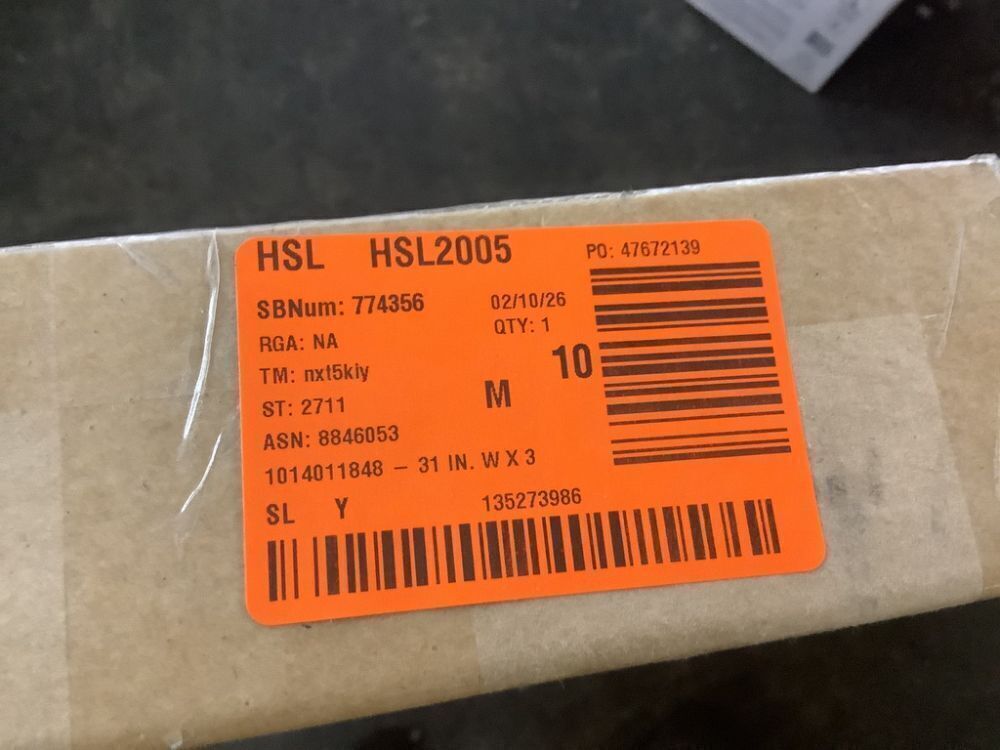 HSL HSL2005
PO: 47672139
SBNum: 774356
02/10/26
RGA: NA
QTY: 1
TM: nxt5kiy
10
ST: 2711
M
ASN: 8846053
1014011848 – 31 IN. W X 3
SL Y
135273986